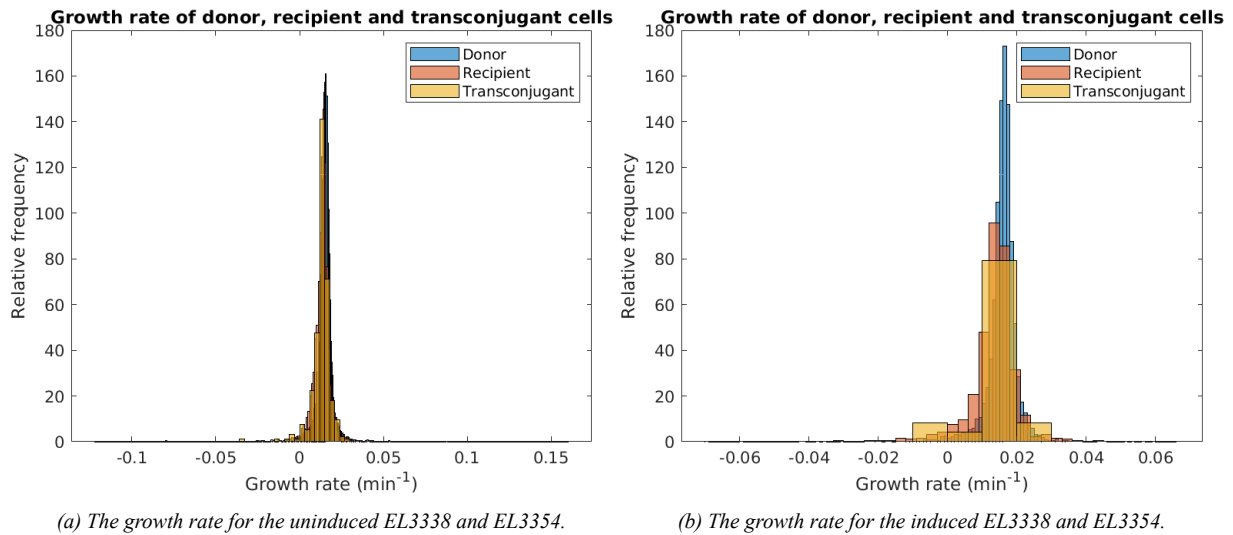 Growth rate of donor, recipient and transconjugant cells
180
160
140
120
100
80
60
40
20
0
Relative frequency
Donor
Recipient
Transconjugant
-0.1 -0.05 0 0.05 0.1 0.15
Growth rate (min-1)
(a) The growth rate for the uninduced EL3338 and EL3354.
Growth rate of donor, recipient and transconjugant cells
180
160
140
120
100
80
60
40
20
0
Relative frequency
Donor
Recipient
Transconjugant
-0.06 -0.04 -0.02 0 0.02 0.04 0.06
Growth rate (min-1)
(b) The growth rate for the induced EL3338 and EL3354.